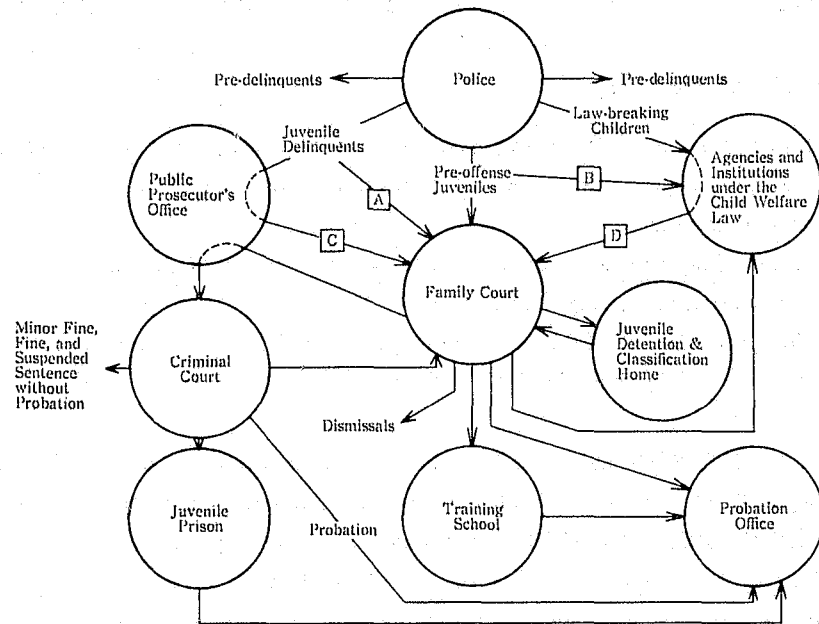 Police
Pre-delinquents
Pre-delinquents
Law-breaking
Children
Juvenile
Delinquents
Public
Prosecutor's
Office
Pre-offense
Juveniles
Agencies and
Institutions
under the
Child Welfare
Law
A
B
C
D
Family Court
Juvenile
Detention &
Classification
Home
Minor Fine,
Fine, and
Suspended
Sentence
without
Probation
Criminal
Court
Dismissals
Juvenile
Prison
Probation
Training
School
Probation
Office